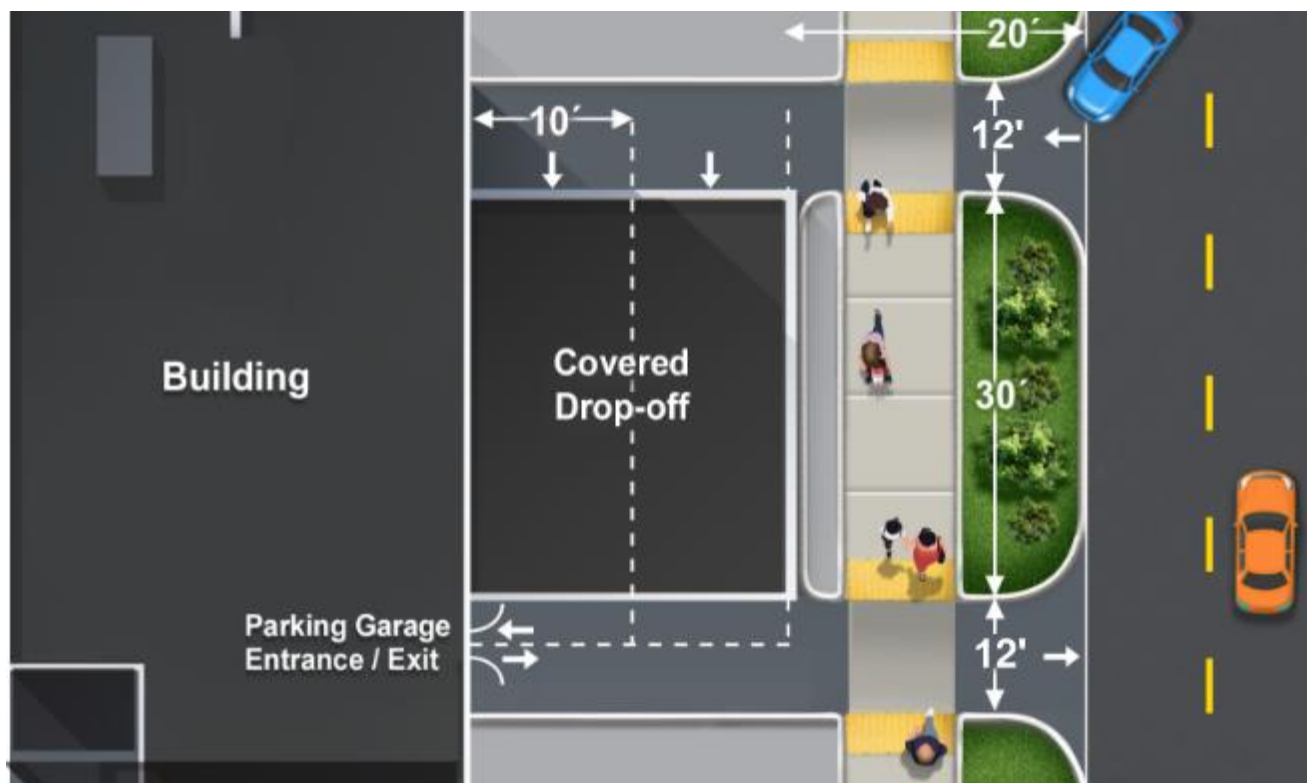 20´
10´
12'
Building
Covered
Drop-off
30´
Parking Garage
Entrance / Exit
12'